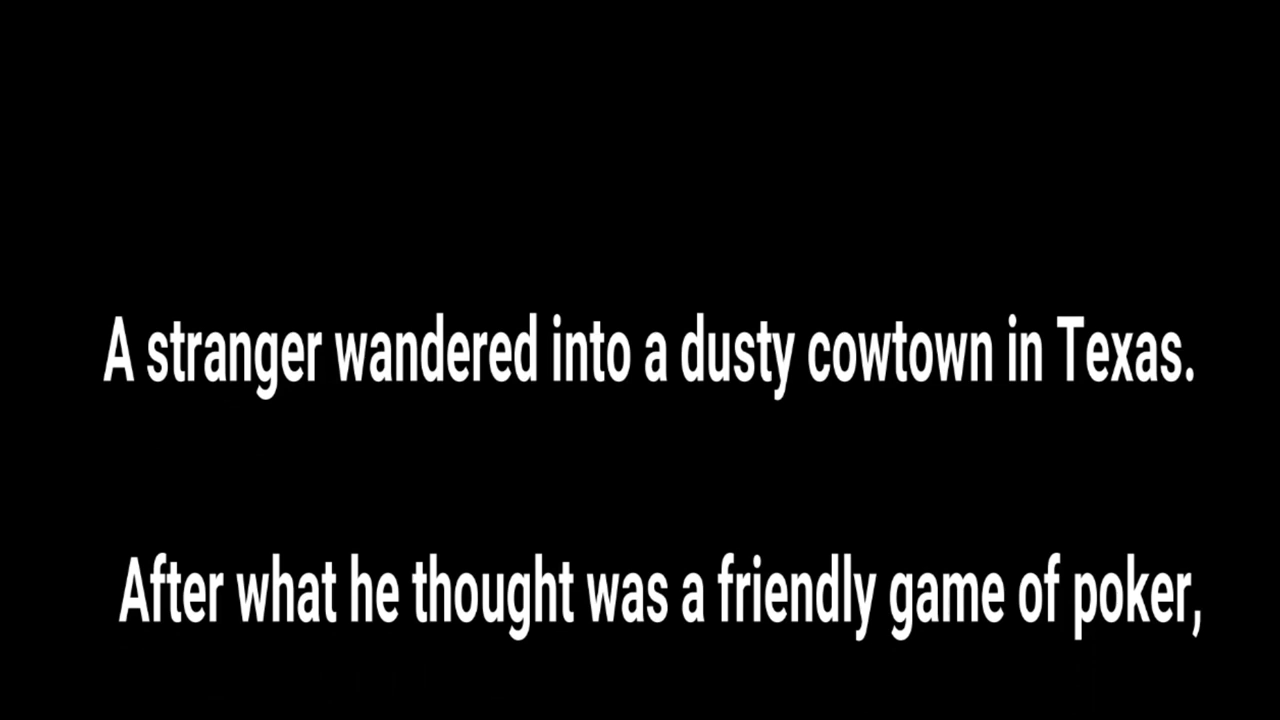 A stranger wandered into a dusty cowtown in Texas.
After what he thought was a friendly game of poker,